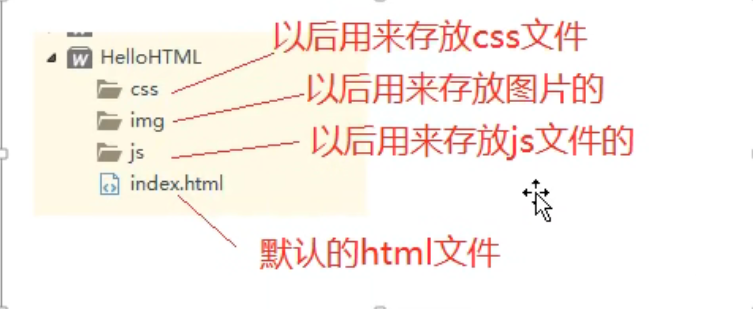 以后用来存放css文件
HelloHTML
css
以后用来存放图片的
img
以后用来存放js文件的
js
index.html
默认的html文件